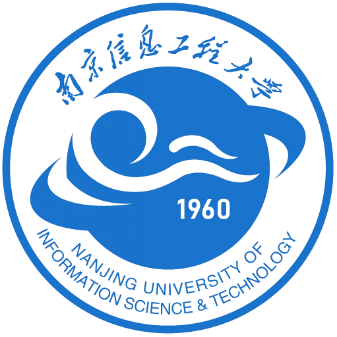 南京信息工程大学
1960
NANJING UNIVERSITY OF
INFORMATION SCIENCE & TECHNOLOGY